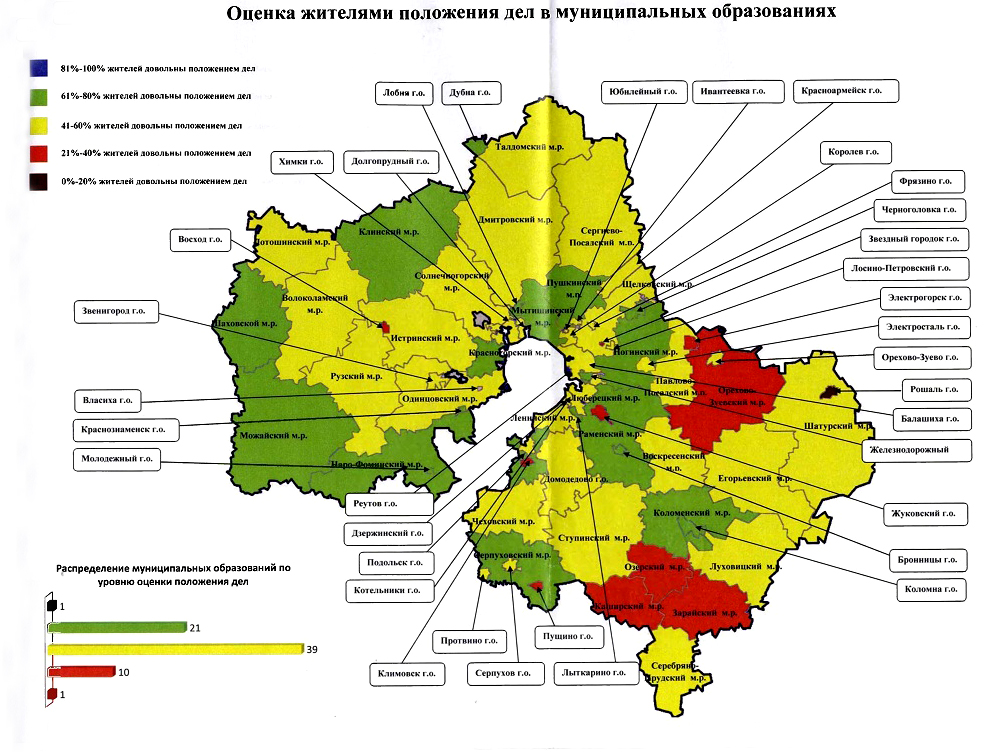 Оценка жителями положения дел в муниципальных образованиях
81%-100% жителей довольны положением дел
61%-80% жителей довольны положением дел
41-60% жителей довольны положением дел
21%-40% жителей довольны положением дел
0%-20% жителей довольны положением дел
Лобня г.о.
Дубна г.о.
Юбилейный г.о.
Ивантеевка г.о.
Красноармейск г.о.
Химки г.о.
Долгопрудный г.о.
Королев г.о.
Фрязино г.о.
Черноголовка г.о.
Звездный городок г.о.
Лосино-Петровский г.о.
Электрогорск г.о.
Электросталь г.о.
Орехово-Зуево г.о.
Рошаль г.о.
Балашиха г.о.
Железнодорожный
Жуковский г.о.
Бронницы г.о.
Коломна г.о.
Восход г.о.
Звенигород г.о.
Власиха г.о.
Краснознаменск г.о.
Молодежный г.о.
Реутов г.о.
Дзержинский г.о.
Подольск г.о.
Котельники г.о.
Протвино г.о.
Пущино г.о.
Климовск г.о.
Серпухов г.о.
Лыткарино г.о.
Талдомский м.р.
Дмитровский м.р.
Сергиево-
Посадский м.п.
Клинский м.р.
Лотошинский м.р.
Солнечногорский
м.р.
Пушкинский
м.р.
Щелковский м.р.
Волоколамский
м.р.
Мытищинский
м.р.
Шаховской м.р.
Истринский м.р.
Красногорский м.р.
Ногинский м.р.
Рузский м.р.
Павлово-
Посадский м.р.
Орехово-
Зуевский м.р.
Одинцовский м.р.
Люберецкий м.р.
Ленинский м.р.
Шатурский м.р.
Можайский м.р.
Раменский м.р.
Воскресенский
м.р.
Наро-Фоминский м.р.
Домодедово г.о.
Егорьевский м.р.
Чеховский м.р.
Коломенский м.р.
Ступинский м.р.
Серпуховский м.р.
Озерский м.р.
Луховицкий м.р.
Каширский м.р.
Зарайский м.р.
Серебряно-
Прудский м.р.
Распределение муниципальных образований по
уровню оценки положения дел
1
21
39
10
1